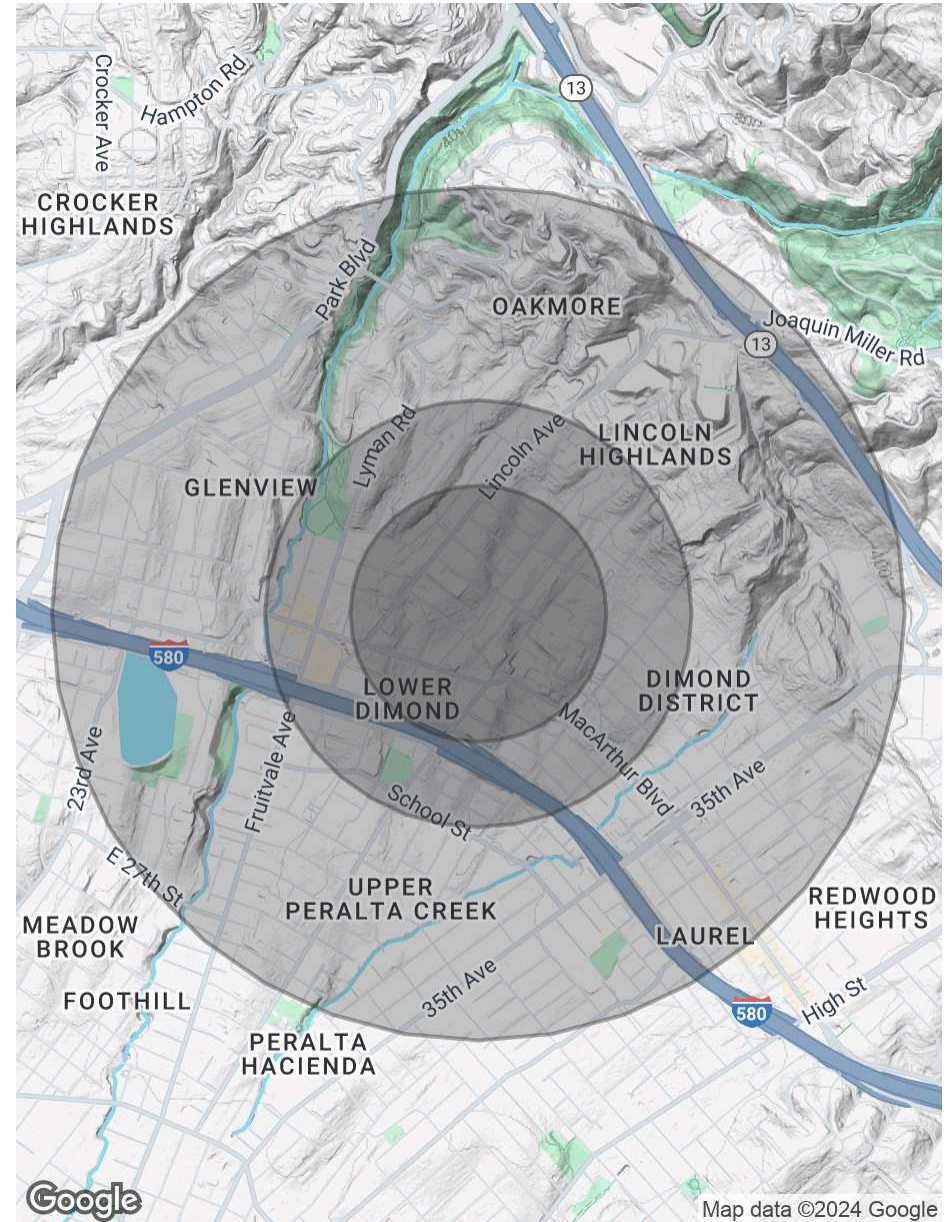 13
Crocker Ave
Hampton Rd
CROCKER
HIGHLANDS
Park Blvd
OAKMORE
Joaquin Miller Rd
13
Lyman Rd
Lincoln Ave
LINCOLN
HIGHLANDS
GLENVIEW
580
LOWER
DIMOND
DIMOND
DISTRICT
MacArthur Blvd
23rd Ave
Fruitvale Ave
School St
35th Ave
E 27th St
UPPER
PERALTA CREEK
REDWOOD
HEIGHTS
MEADOW
BROOK
LAUREL
35th Ave
FOOTHILL
High St
580
PERALTA
HACIENDA
Google
Map data ©2024 Google